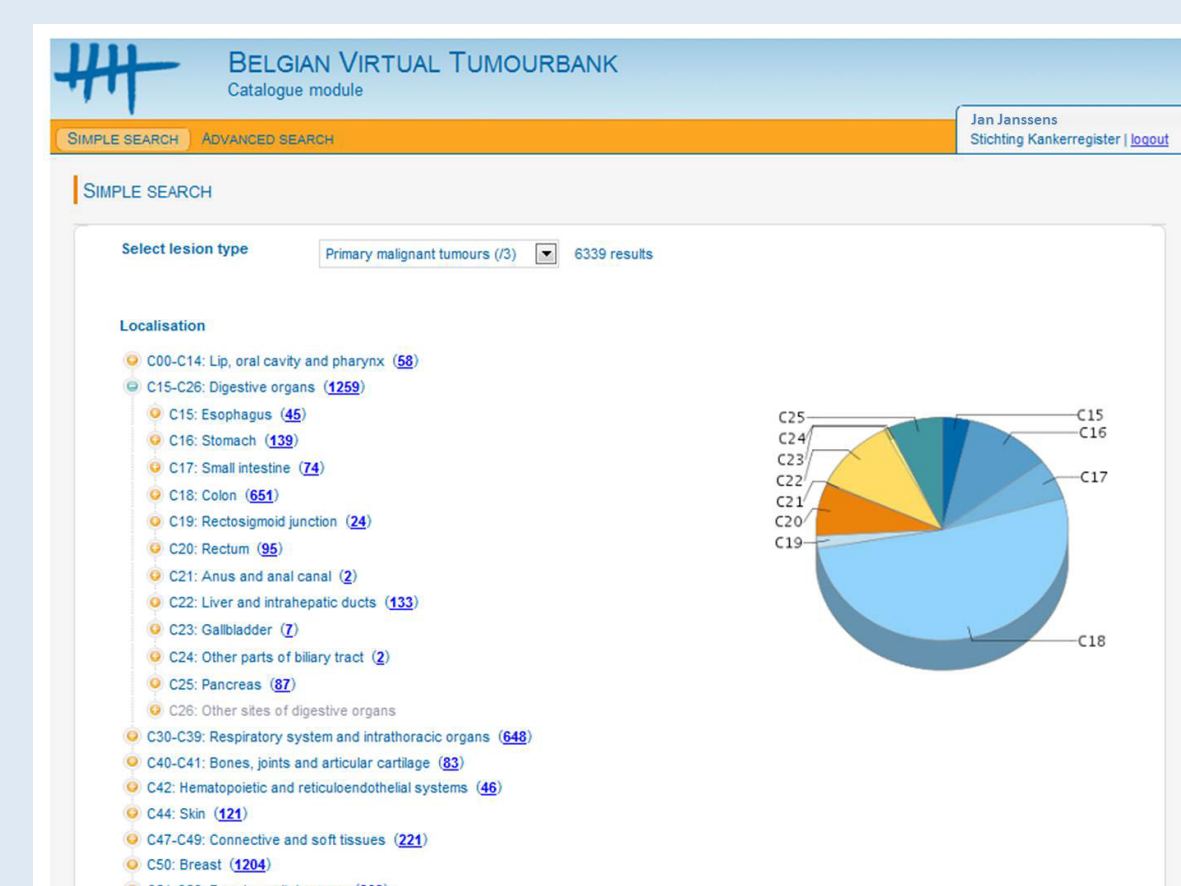 BELGIAN VIRTUAL TUMOURBANK
Catalogue module
Jan Janssens
SIMPLE SEARCH ADVANCED SEARCH
Stichting Kankerregister | logout
SIMPLE SEARCH
Select lesion type Primary malignant tumours (/3) 6339 results
Localisation
C00-C14: Lip, oral cavity and pharynx (58)
C15-C26: Digestive organs (1259)
C15: Esophagus (45)
C16: Stomach (139)
C17: Small intestine (74)
C18: Colon (651)
C19: Rectosigmoid junction (24)
C20: Rectum (95)
C21: Anus and anal canal (2)
C22: Liver and intrahepatic ducts (133)
C23: Gallbladder (7)
C24: Other parts of biliary tract (2)
C25: Pancreas (87)
C26: Other sites of digestive organs
C30-C39: Respiratory system and intrathoracic organs (648)
C40-C41: Bones, joints and articular cartilage (83)
C42: Hematopoietic and reticuloendothelial systems (46)
C44: Skin (121)
C47-C49: Connective and soft tissues (221)
C50: Breast (1204)
C25
C24
C23
C22
C21
C20
C19
C15
C16
C17
C18